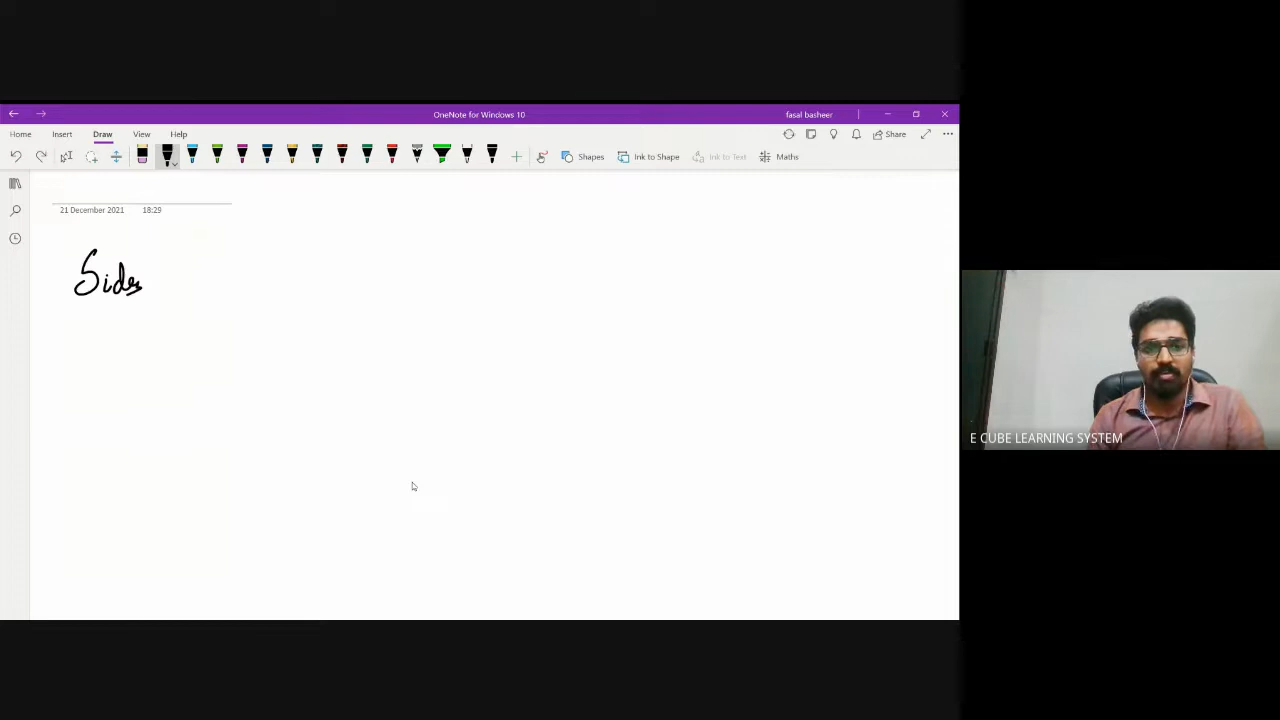 OneNote for Windows 10
fasal basheer
Home Insert Draw View Help
Share
Shapes Ink to Shape Ink to Text Maths
21 December 2021 18:29
Sides
E CUBE LEARNING SYSTEM